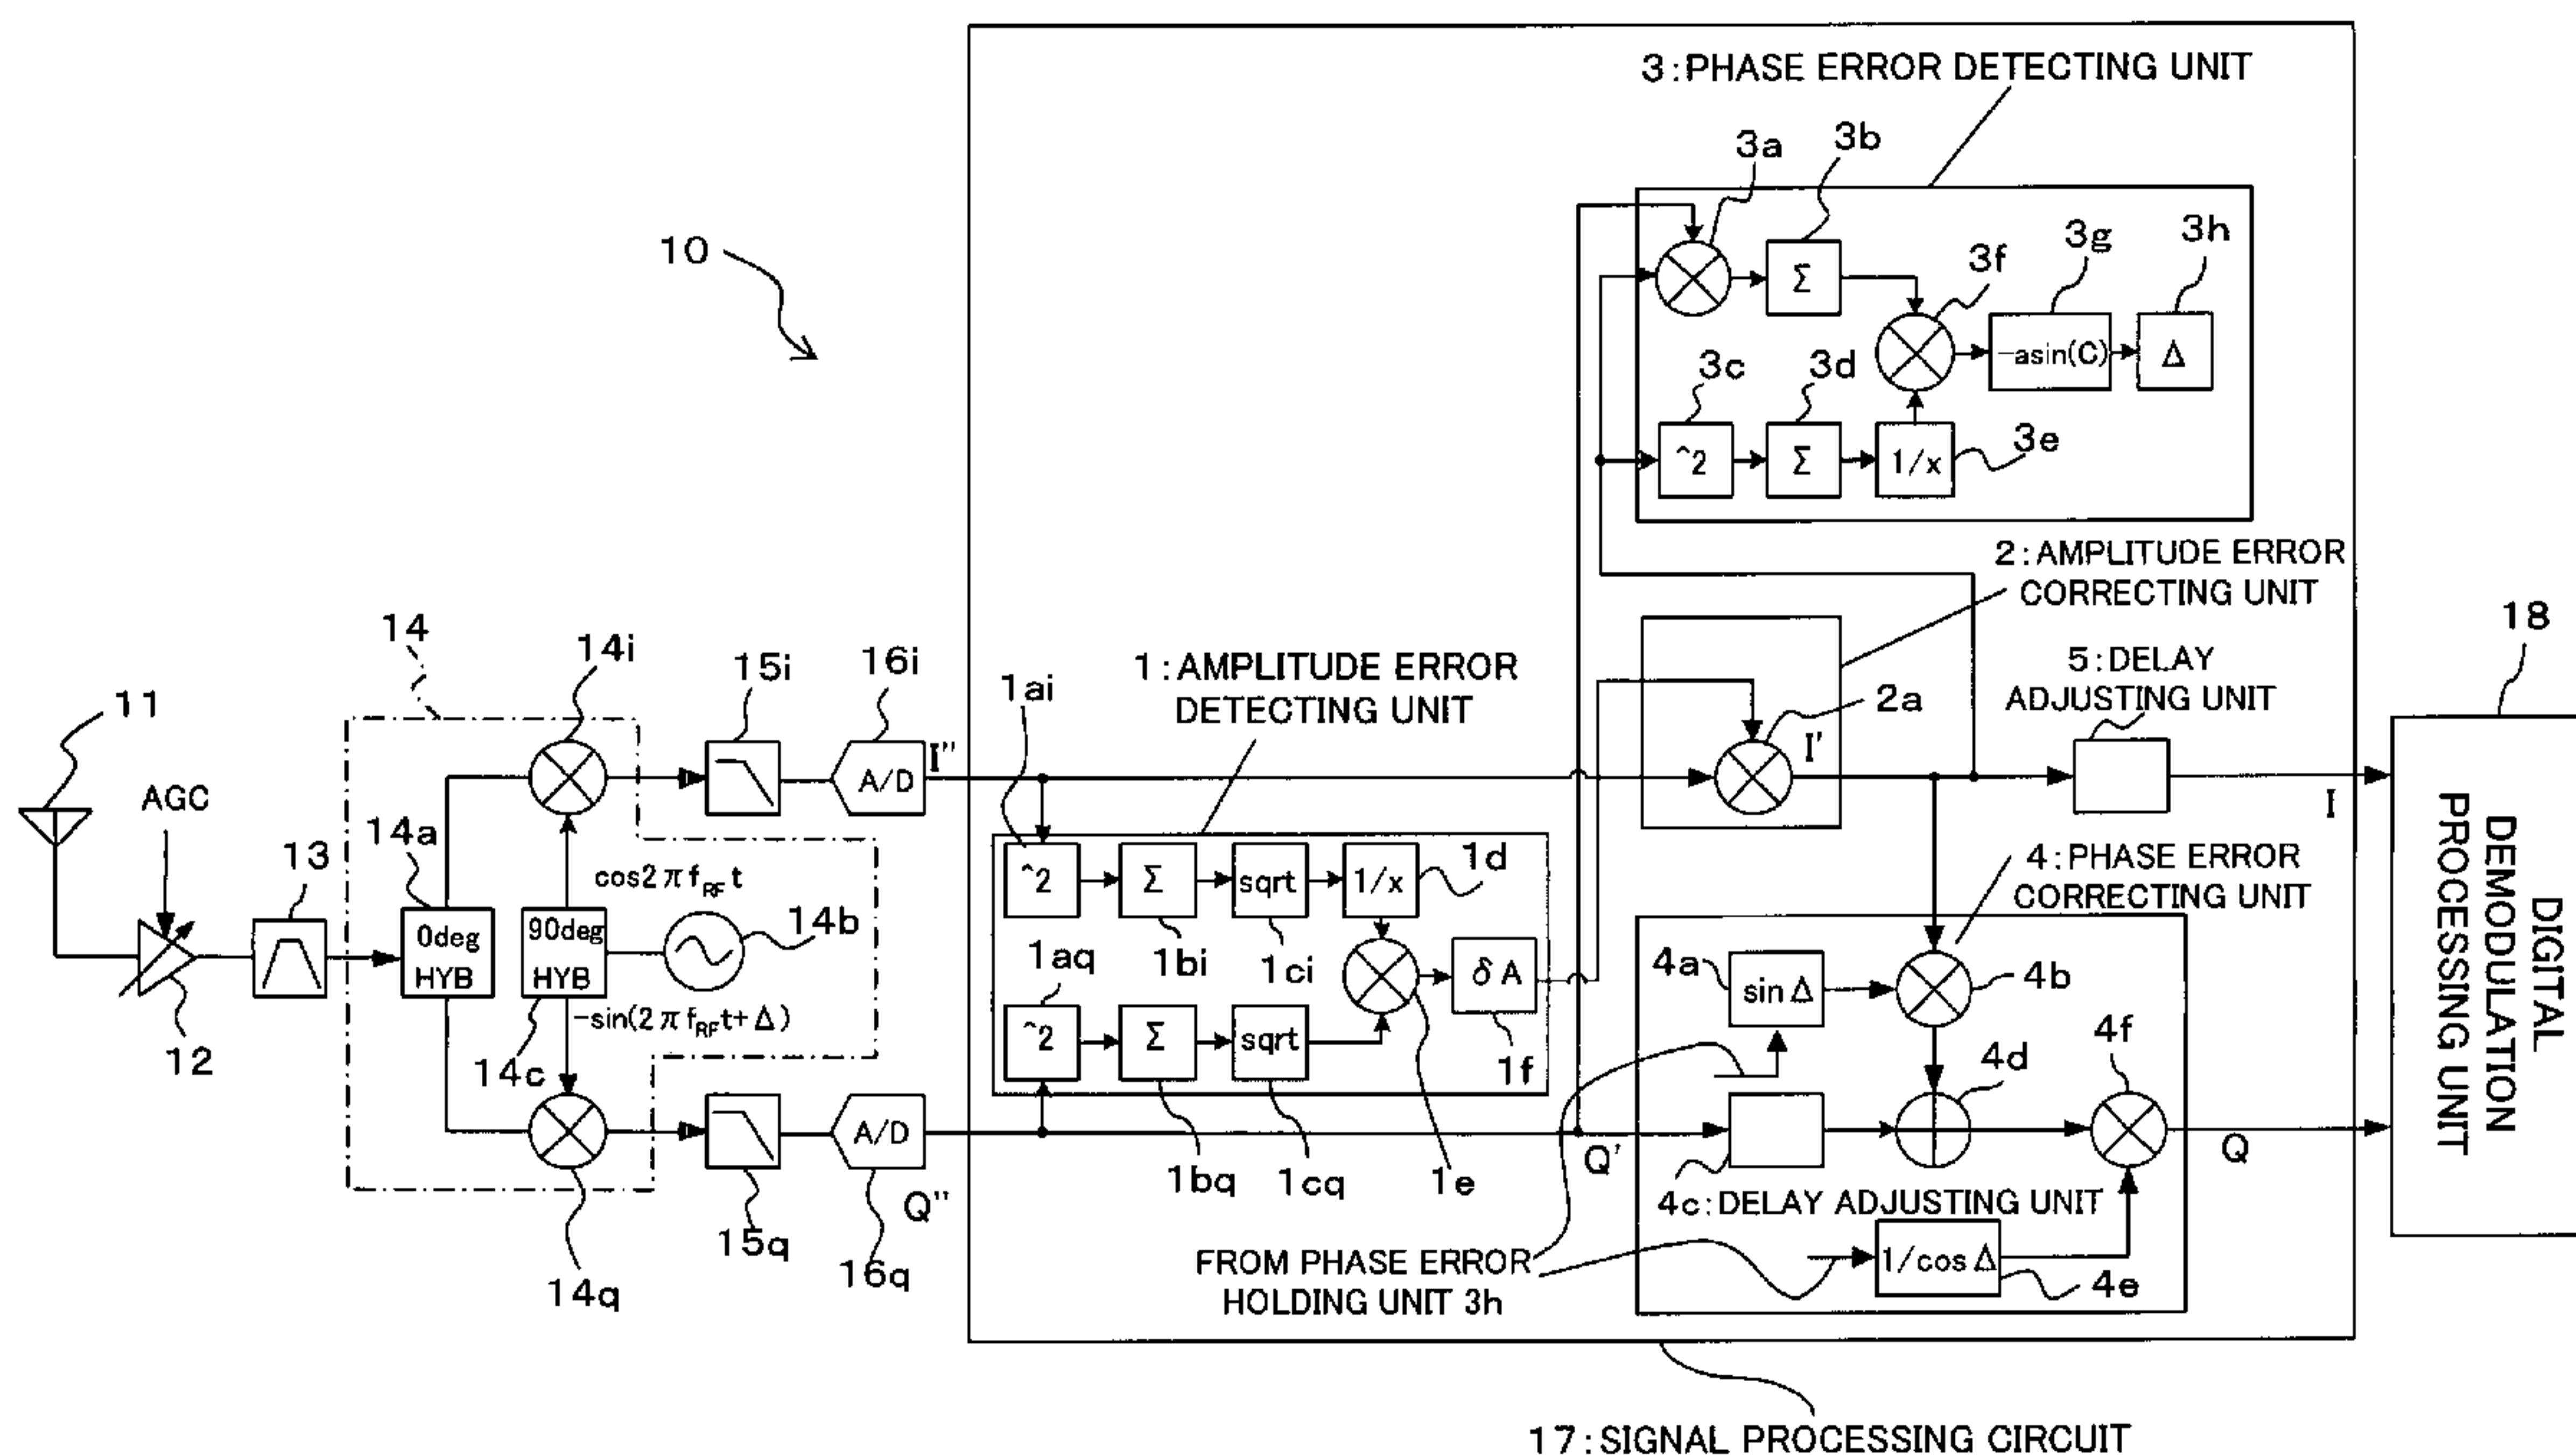 3:PHASE ERROR DETECTING UNIT
3a
3b
3f
3g
3h
Σ
-asin(C)
Δ
3c
3d
^2
Σ
1/x
3e
10
2:AMPLITUDE ERROR
CORRECTING UNIT
2a
I'
5:DELAY
ADJUSTING UNIT
I
18
DIGITAL
DEMODULATION
PROCESSING UNIT
1:AMPLITUDE ERROR
DETECTING UNIT
1ai
^2
Σ
sqrt
1/x
1d
1bi
1ci
1aq
^2
Σ
sqrt
δA
1f
1bq
1cq
1e
14
14i
15i
16i
A/D
I''
11
AGC
12
13
14a
0deg
HYB
cos2πfRFt
90deg
HYB
14b
-sin(2πfRFt+Δ)
14c
14q
15q
A/D
16q
Q''
4:PHASE ERROR
CORRECTING UNIT
4a
sinΔ
4b
4d
4f
Q'
Q
4c:DELAY ADJUSTING UNIT
1/cosΔ
4e
FROM PHASE ERROR
HOLDING UNIT 3h
17:SIGNAL PROCESSING CIRCUIT